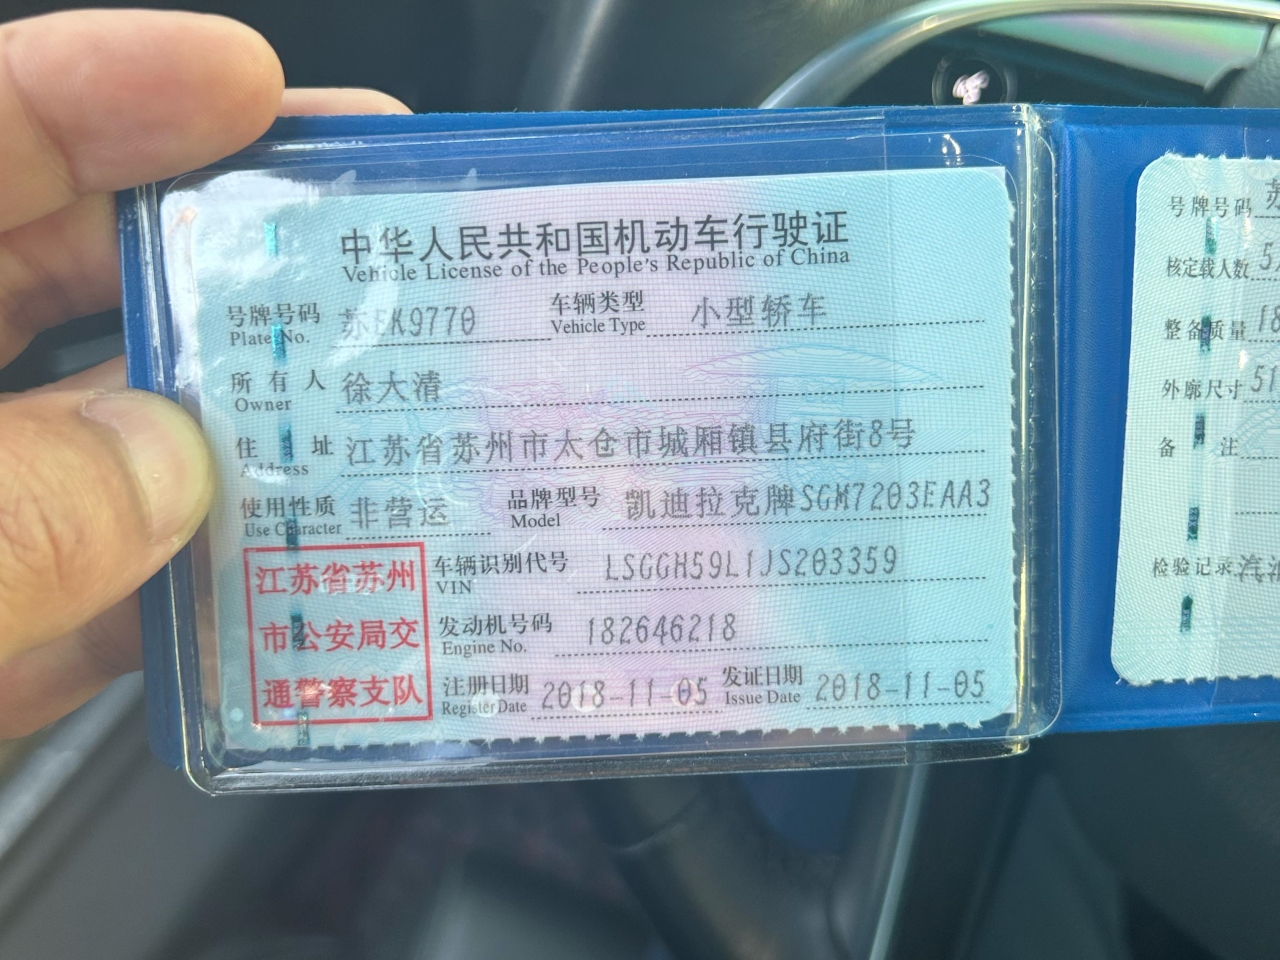 中华人民共和国机动车行驶证
Vehicle License of the People's Republic of China
号牌号码 苏EK9770 车辆类型 小型轿车
Plate No. Vehicle Type
所有人 徐大清
Owner
住址 江苏省苏州市太仓市城厢镇县府街8号
Address
使用性质 非营运 品牌型号 凯迪拉克牌SGM7203EAA3
Use Character Model
江苏省苏州
市公安局交
通警察支队
车辆识别代号 LSGGH59L1JS203359
VIN
发动机号码 182646218
Engine No.
注册日期 2018-11-05 发证日期 2018-11-05
Register Date Issue Date
号牌号码 苏
核定载人数 5
整备质量 18
外廓尺寸 51
备注
检验记录 汽油